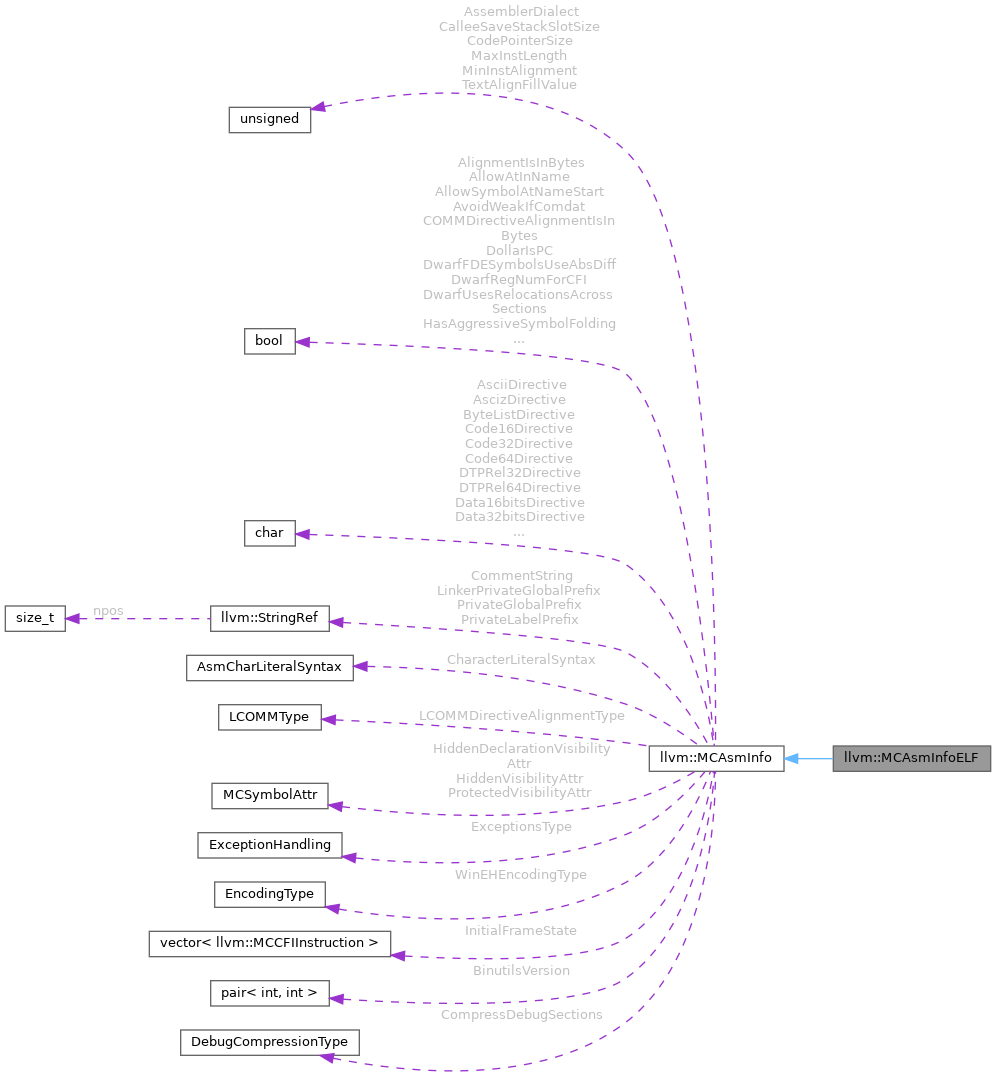 AssemblerDialect
CalleeSaveStackSlotSize
CodePointerSize
MaxInstLength
MinInstAlignment
TextAlignFillValue
unsigned
AlignmentIsInBytes
AllowAtInName
AllowSymbolAtNameStart
AvoidWeakIfComdat
COMMDirectiveAlignmentIsIn
Bytes
DollarIsPC
DwarfFDESymbolsUseAbsDiff
DwarfRegNumForCFI
DwarfUsesRelocationsAcross
Sections
HasAggressiveSymbolFolding
...
bool
AsciiDirective
AscizDirective
ByteListDirective
Code16Directive
Code32Directive
Code64Directive
DTPRel32Directive
DTPRel64Directive
Data16bitsDirective
Data32bitsDirective
...
char
CommentString
LinkerPrivateGlobalPrefix
PrivateGlobalPrefix
PrivateLabelPrefix
size_t
npos
llvm::StringRef
CharacterLiteralSyntax
AsmCharLiteralSyntax
LCOMMDirectiveAlignmentType
LCOMMType
HiddenDeclarationVisibility
Attr
HiddenVisibilityAttr
ProtectedVisibilityAttr
llvm::MCAsmInfo
llvm::MCAsmInfoELF
MCSymbolAttr
ExceptionsType
ExceptionHandling
WinEHEncodingType
EncodingType
InitialFrameState
vector< llvm::MCCFIInstruction >
BinutilsVersion
pair< int, int >
CompressDebugSections
DebugCompressionType